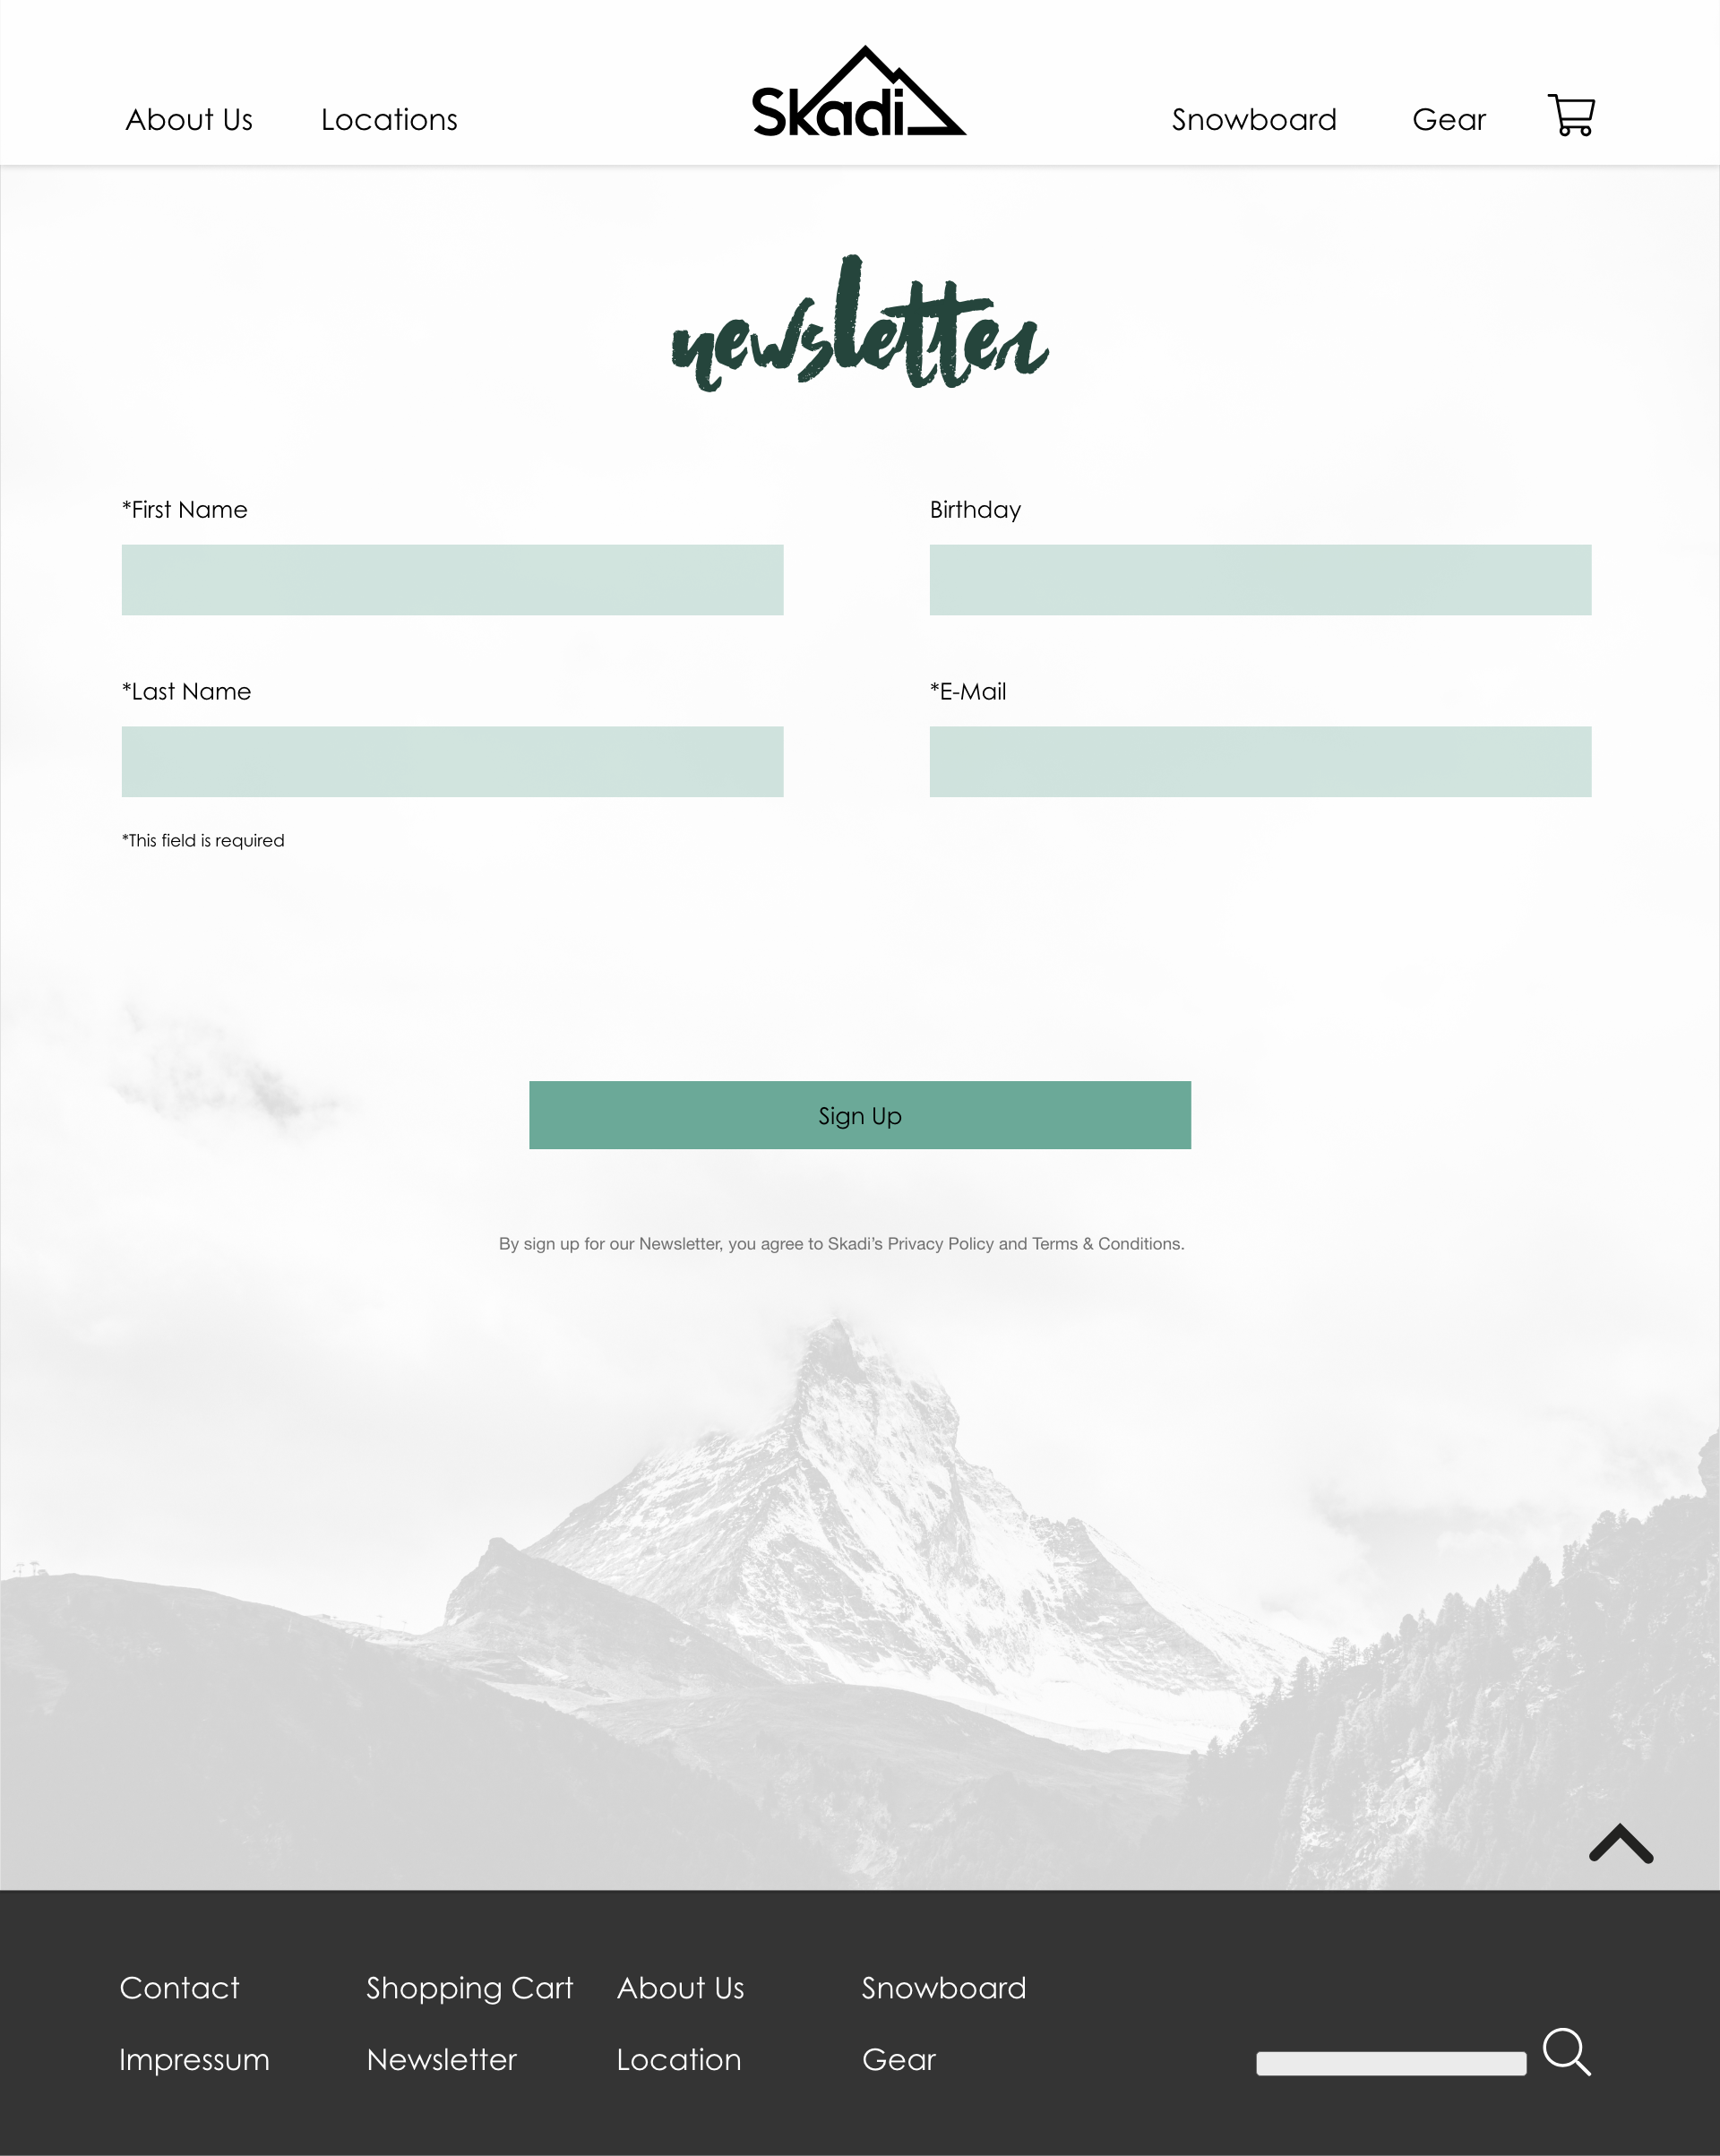 About Us Locations Skadi Snowboard Gear
newsletter
*First Name Birthday
*Last Name *E-Mail
*This field is required
Sign Up
By sign up for our Newsletter, you agree to Skadi’s Privacy Policy and Terms & Conditions.
Contact Shopping Cart About Us Snowboard
Impressum Newsletter Location Gear